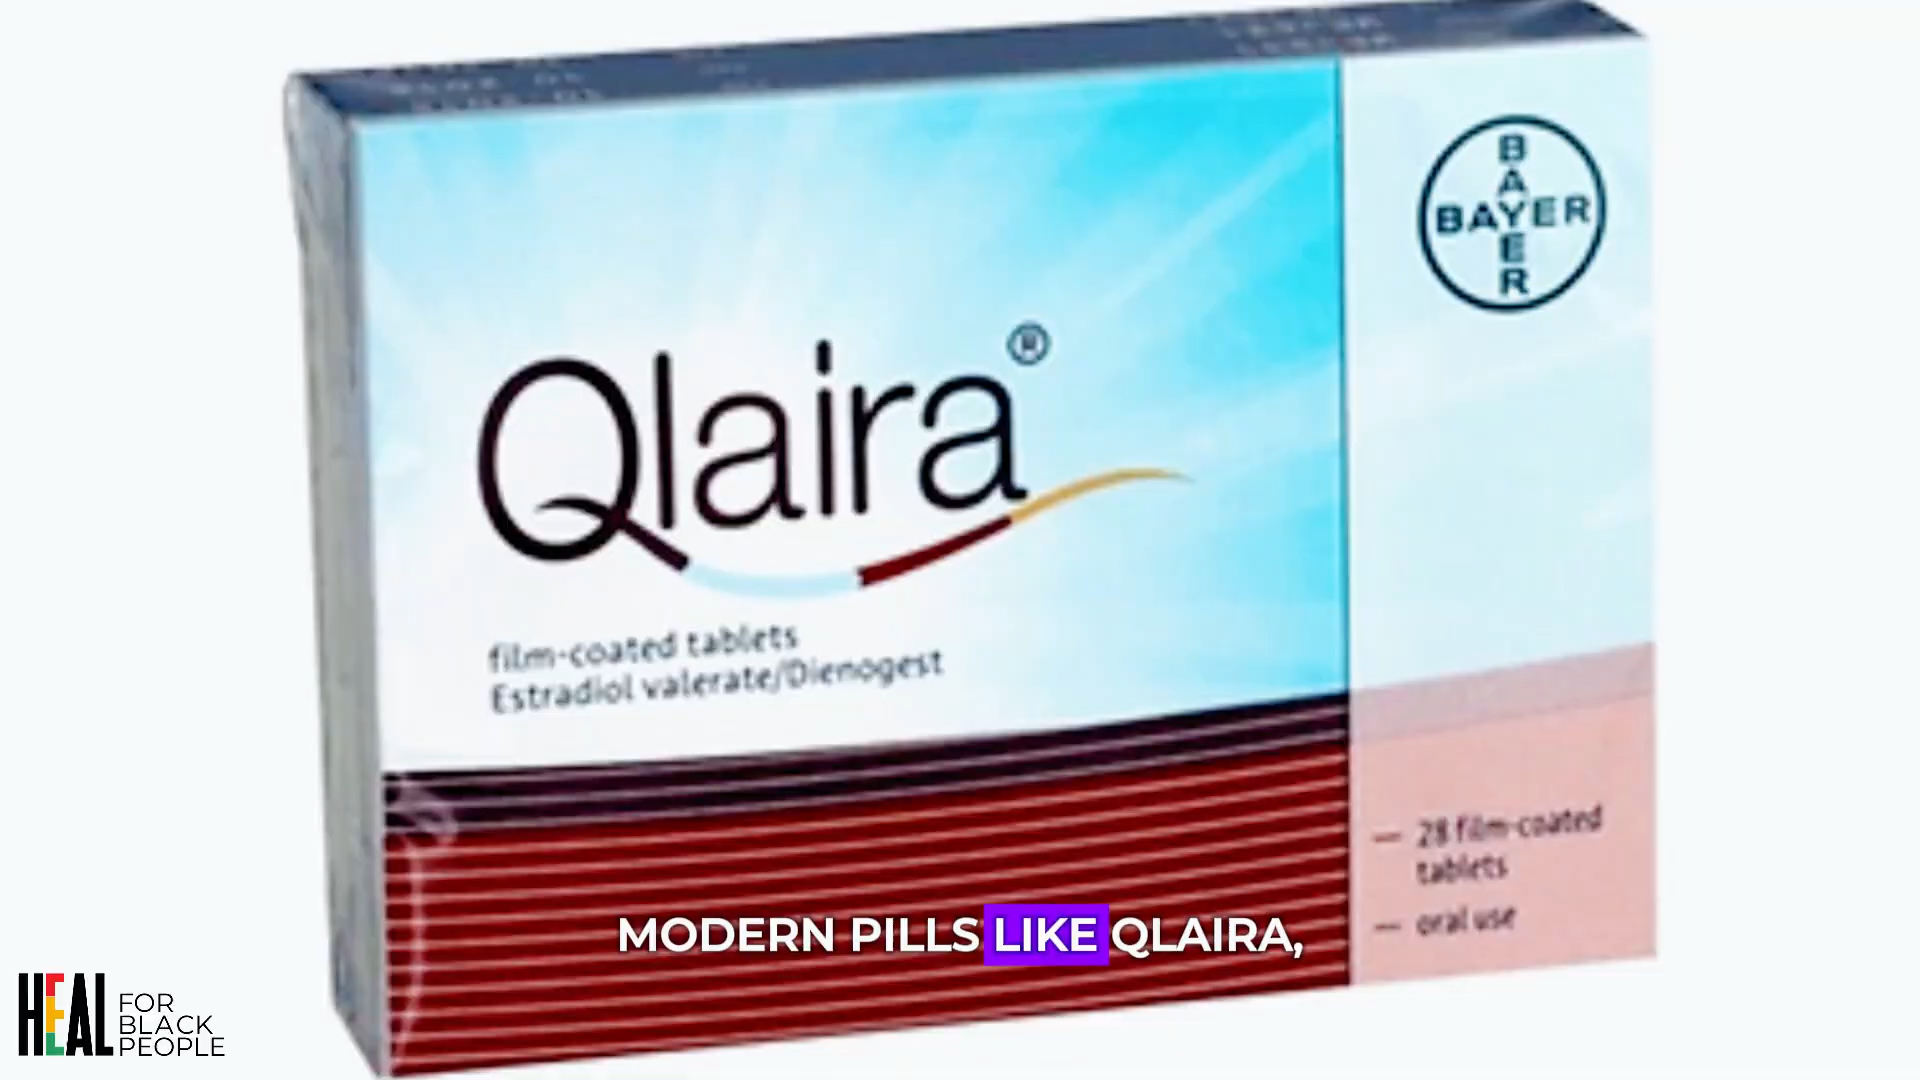 Qlaira®
film-coated tablets
Estradiol valerate/Dienogest
BAYER
BAYER
— 28 film-coated
tablets
— oral use
MODERN PILLS LIKE QLAIRA,
HEAL FOR
BLACK
PEOPLE